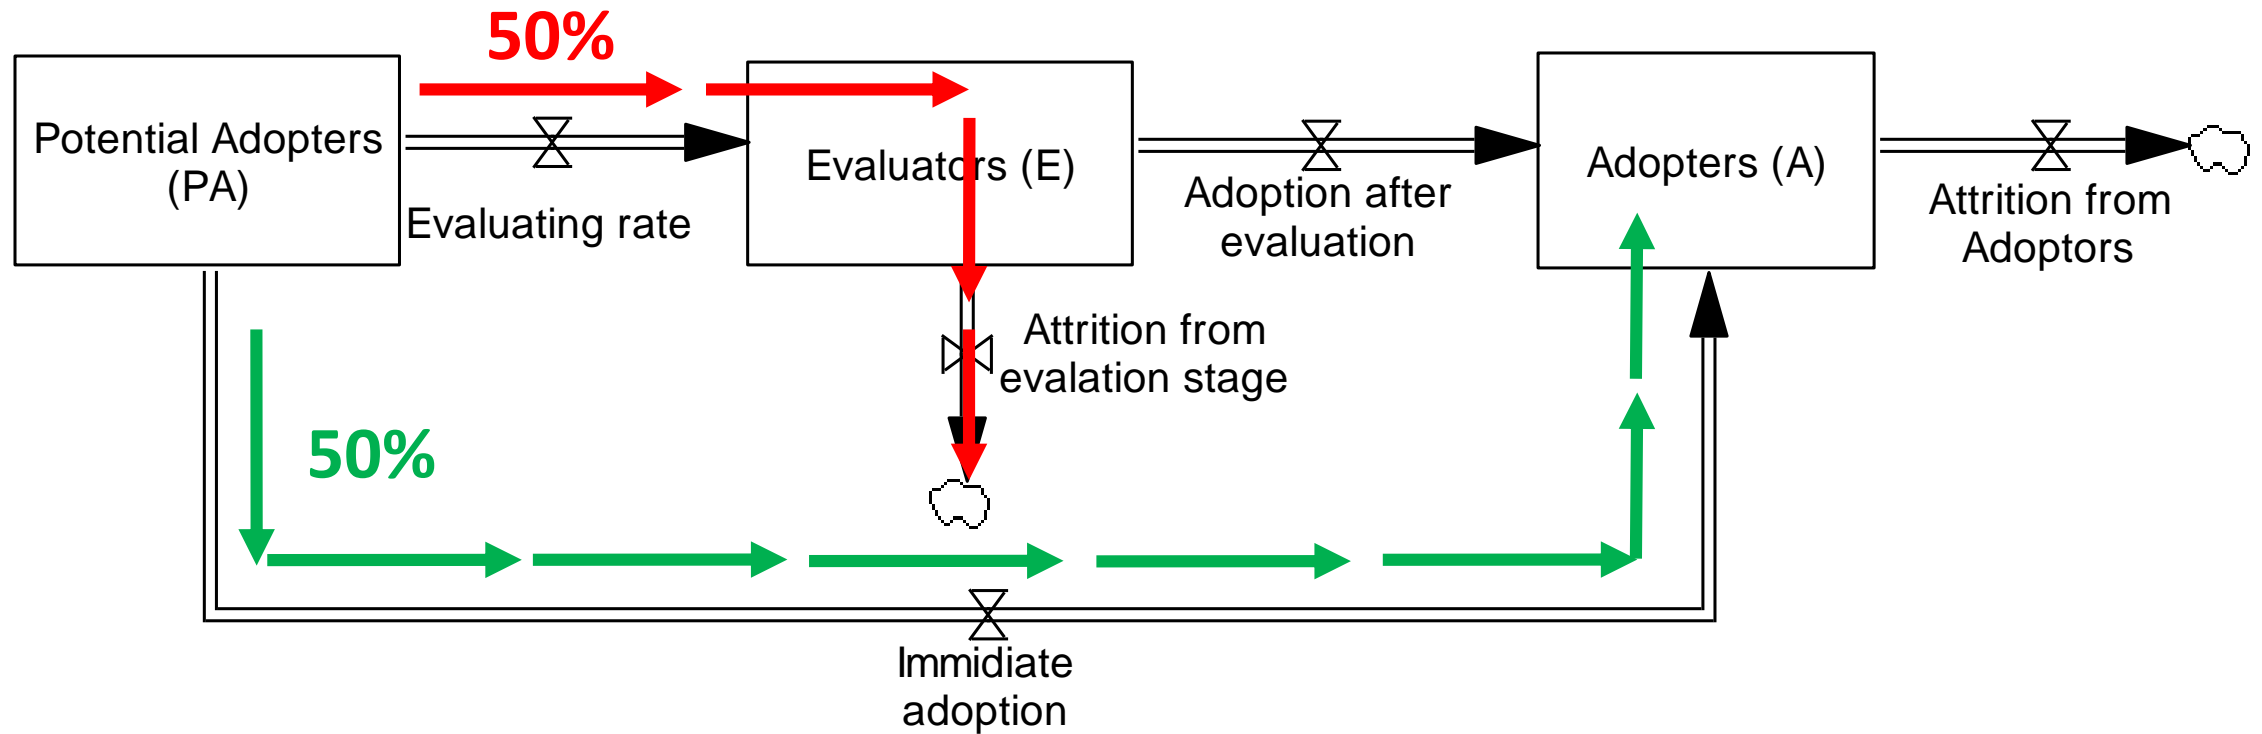 50%
Potential Adopters
(PA)
Evaluating rate
Evaluators (E)
Adoption after
evaluation
Adopters (A)
Attrition from
Adoptors
Attrition from
evalation stage
50%
Immidiate
adoption